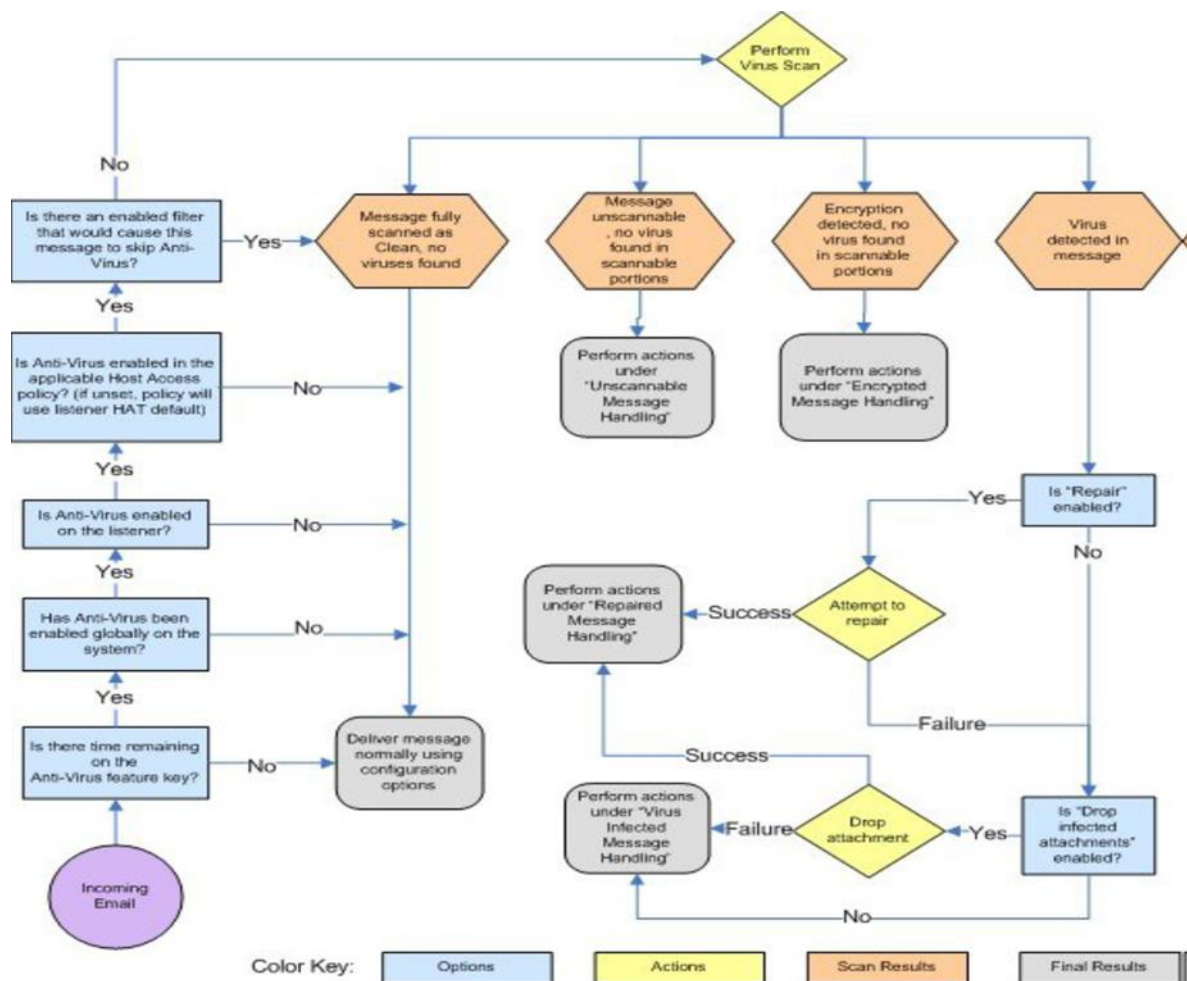 Perform
Virus Scan
No
Is there an enabled filter
that would cause this
message to skip Anti-
Virus?
Yes
Message fully
scanned as
Clean, no
viruses found
Message
unscannable
, no virus
found in
scannable
portions
Encryption
detected, no
virus found
in scannable
portions
Virus
detected in
message
Yes
Is Anti-Virus enabled in the
applicable Host Access
policy? (if unset, policy will
use listener HAT default)
No
Perform actions
under
"Unscannable
Message
Handling"
Perform actions
under "Encrypted
Message Handling"
Yes
Is Anti-Virus enabled
on the listener?
No
Yes
Is "Repair"
enabled?
No
Yes
Has Anti-Virus been
enabled globally on the
system?
No
Perform actions
under "Repaired
Message
Handling"
Success
Attempt to
repair
Failure
Yes
Is there time remaining
on the
Anti-Virus feature key?
No
Deliver message
normally using
configuration
options
Success
Perform actions
under "Virus
Infected
Message
Handling"
Failure
Drop
attachment
Yes
Is "Drop
infected
attachments"
enabled?
No
Incoming
Email
Color Key:
Options
Actions
Scan Results
Final Results